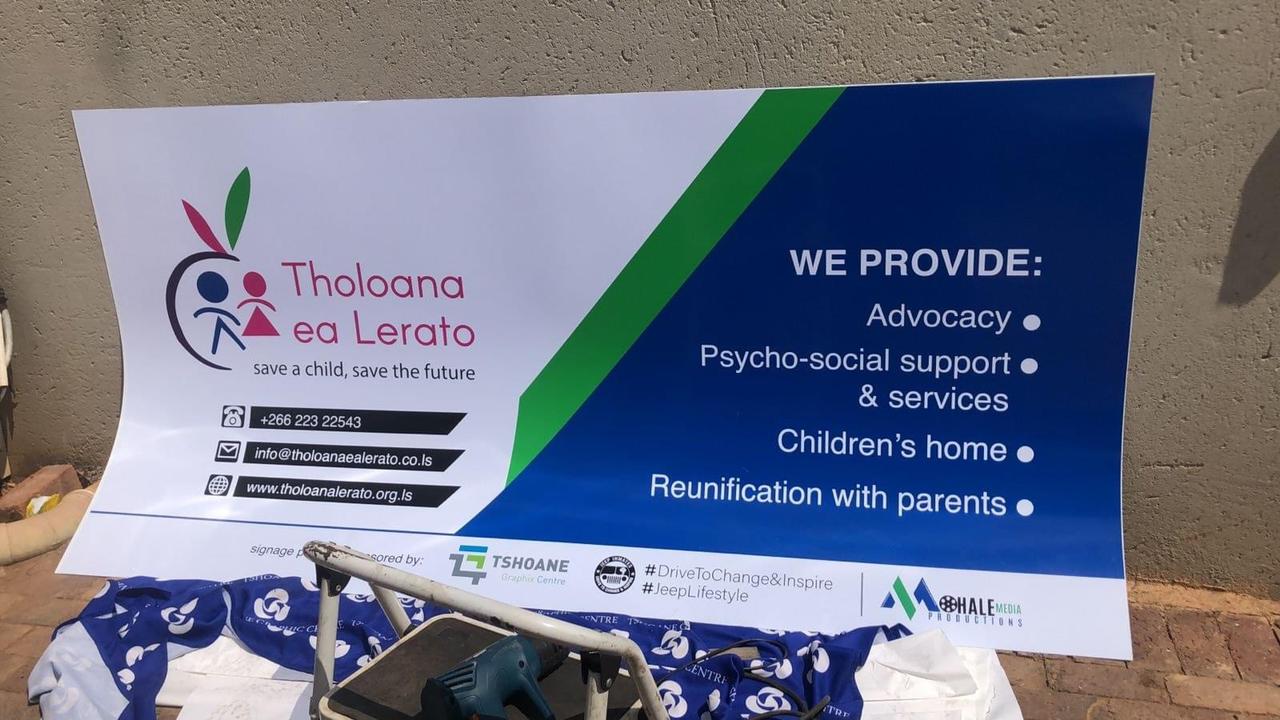 Tholoana
ea Lerato
save a child, save the future
+266 223 22543
info@tholoanaealerato.co.ls
www.tholoanalerato.org.ls
WE PROVIDE:
Advocacy
Psycho-social support
& services
Children's home
Reunification with parents
signage by:
TSHOANE
Graphix Centre
#DriveToChange&Inspire
#JeepLifestyle
MOHALE MEDIA
PRODUCTIONS